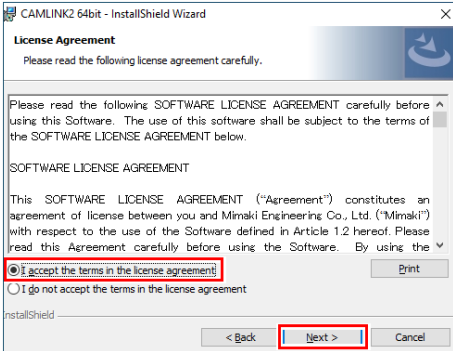 CAMLINK2 64bit - InstallShield Wizard
License Agreement
Please read the following license agreement carefully.
Please read the following SOFTWARE LICENSE AGREEMENT carefully before
using this Software. The use of this software shall be subject to the terms of
the SOFTWARE LICENSE AGREEMENT below.
SOFTWARE LICENSE AGREEMENT
This SOFTWARE LICENSE AGREEMENT (“Agreement”) constitutes an
agreement of license between you and Mimaki Engineering Co., Ltd. (“Mimaki”)
with respect to the use of the Software defined in Article 1.2 hereof. Please
read this Agreement carefully before using the Software. By using the
I accept the terms in the license agreement
Print
I do not accept the terms in the license agreement
InstallShield
< Back
Next >
Cancel